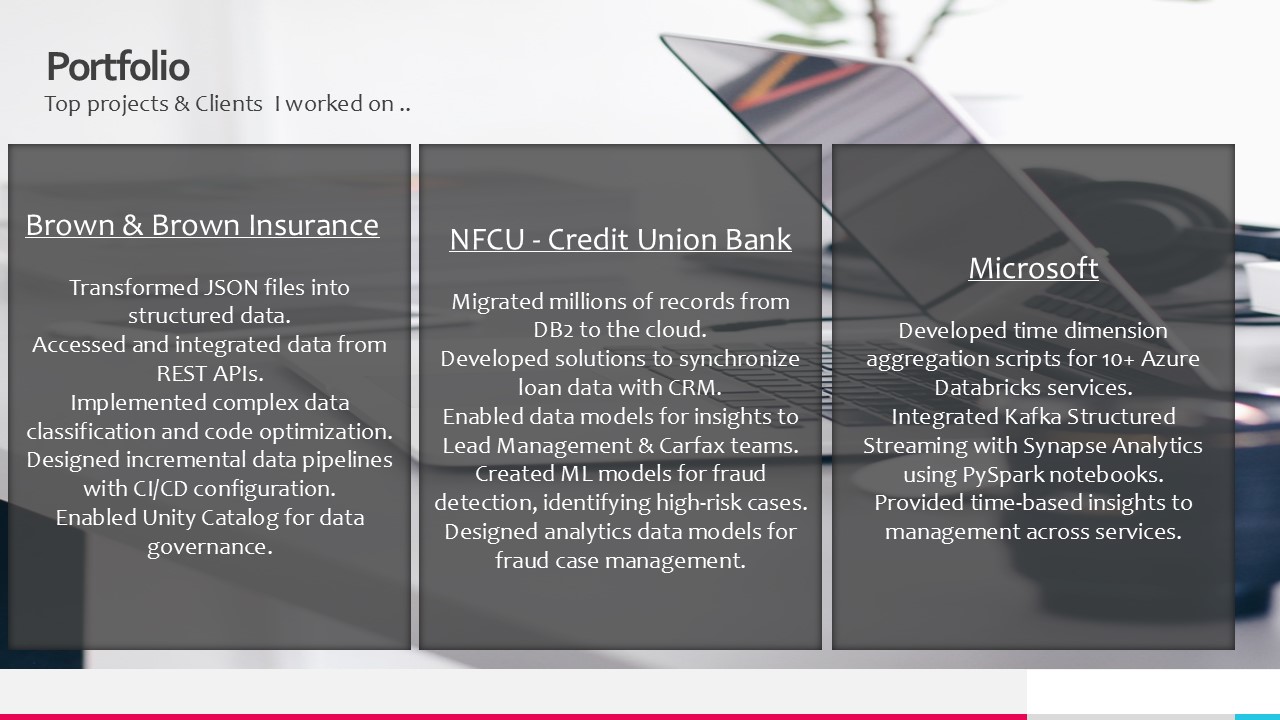 Portfolio
Top projects & Clients  I worked on ..
Brown & Brown Insurance
Transformed JSON files into
structured data.
Accessed and integrated data from
REST APIs.
Implemented complex data
classification and code optimization.
Designed incremental data pipelines
with CI/CD configuration.
Enabled Unity Catalog for data
governance.
NFCU - Credit Union Bank
Migrated millions of records from
DB2 to the cloud.
Developed solutions to synchronize
loan data with CRM.
Enabled data models for insights to
Lead Management & Carfax teams.
Created ML models for fraud
detection, identifying high-risk cases.
Designed analytics data models for
fraud case management.
Microsoft
Developed time dimension
aggregation scripts for 10+ Azure
Databricks services.
Integrated Kafka Structured
Streaming with Synapse Analytics
using PySpark notebooks.
Provided time-based insights to
management across services.